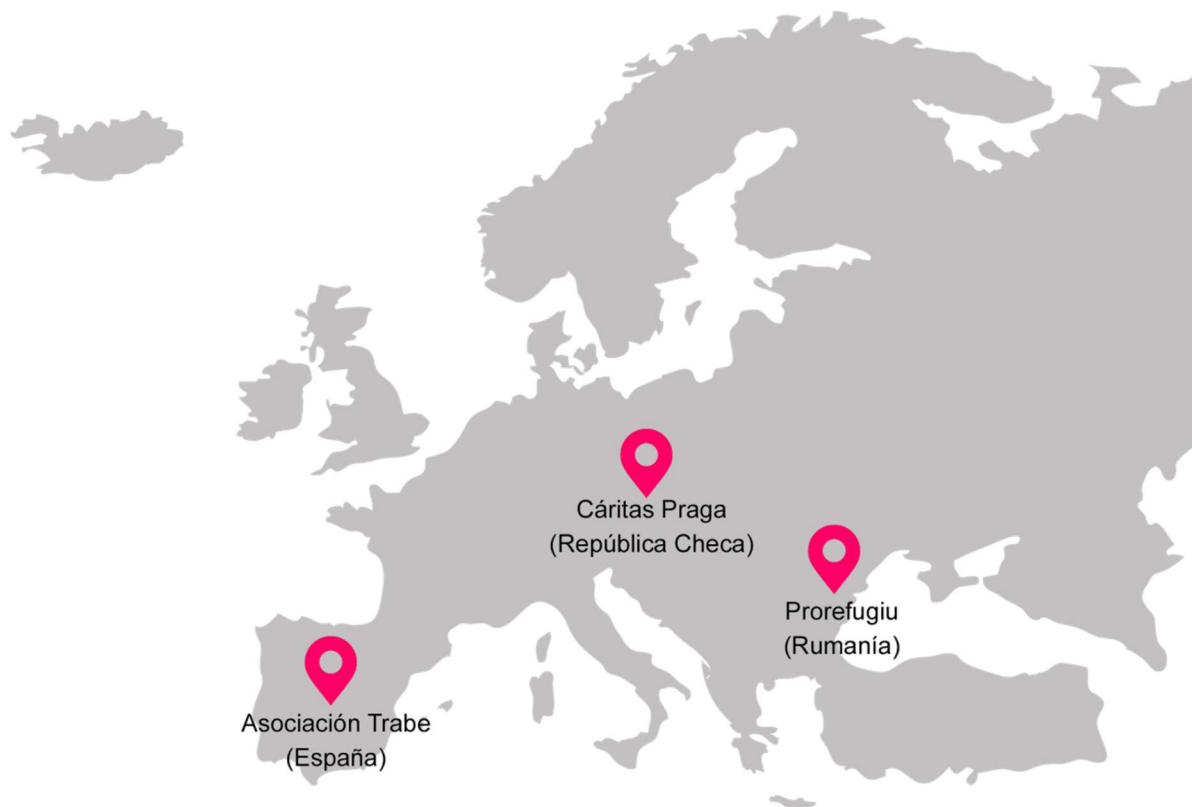 Cáritas Praga
(República Checa)
Prorefugiu
(Rumanía)
Asociación Trabe
(España)